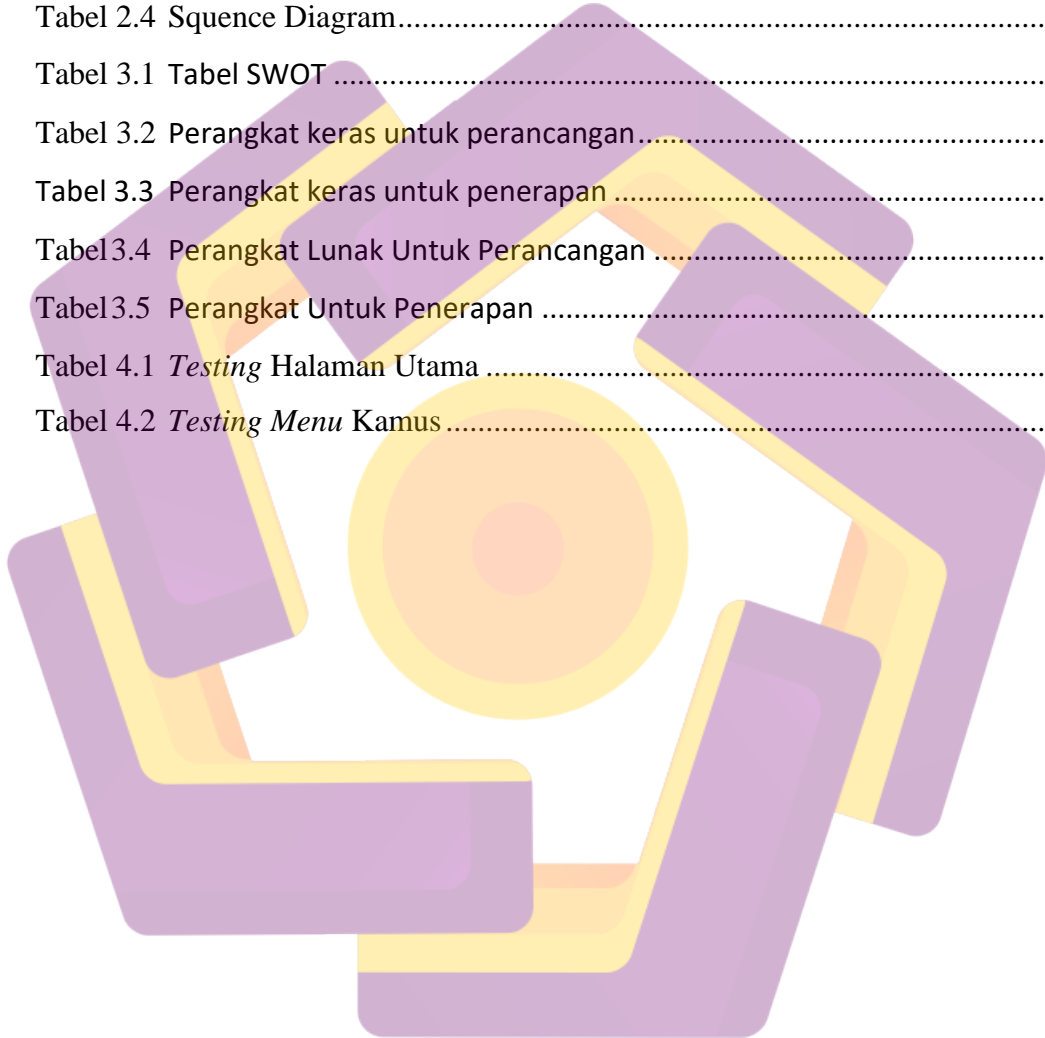 Tabel 2.4 Squence Diagram........................................................................
Tabel 3.1 Tabel SWOT ........................................................................
Tabel 3.2 Perangkat keras untuk perancangan........................................................................
Tabel 3.3 Perangkat keras untuk penerapan ........................................................................
Tabel3.4 Perangkat Lunak Untuk Perancangan ........................................................................
Tabel3.5 Perangkat Untuk Penerapan ........................................................................
Tabel 4.1 Testing Halaman Utama ........................................................................
Tabel 4.2 Testing Menu Kamus ........................................................................